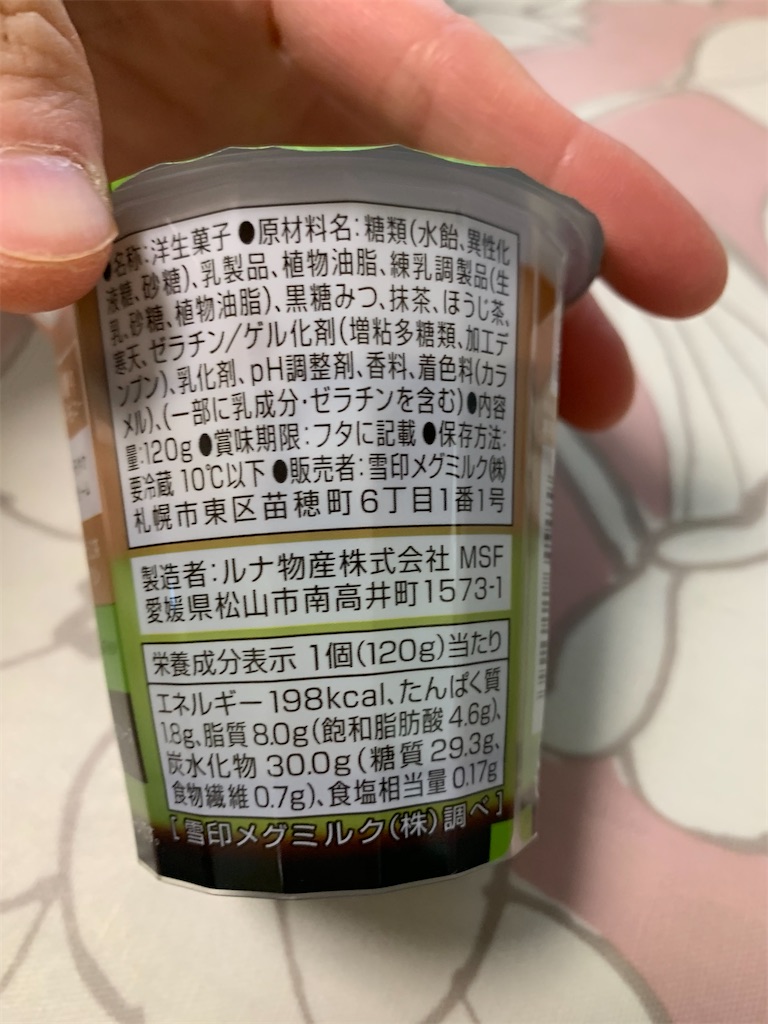 ●名称:洋生菓子 ●原材料名:糖類(水飴、異性化
液糖、砂糖)、乳製品、植物油脂、練乳調製品(生
乳、砂糖、植物油脂)、黒糖みつ、抹茶、ほうじ茶、
寒天、ゼラチン/ゲル化剤(増粘多糖類、加工デ
ンプン)、乳化剤、pH調整剤、香料、着色料(カラ
メル)、(一部に乳成分・ゼラチンを含む)●内容
量:120g ●賞味期限:フタに記載 ●保存方法:
要冷蔵 10℃以下 ●販売者:雪印メグミルク㈱
札幌市東区苗穂町6丁目1番1号
製造者:ルナ物産株式会社 MSF
愛媛県松山市南高井町1573-1
栄養成分表示 1個(120g)当たり
エネルギー 198kcal、たんぱく質
1.8g、脂質 8.0g(飽和脂肪酸 4.6g)、
炭水化物 30.0g(糖質 29.3g、
食物繊維 0.7g)、食塩相当量 0.17g
[雪印メグミルク(株)調べ]